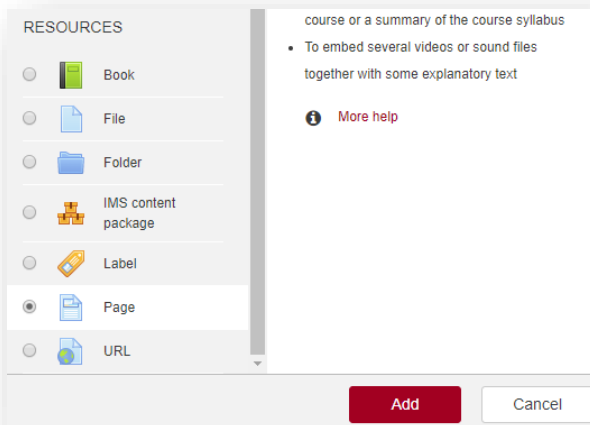 RESOURCES
Book
File
Folder
IMS content
package
Label
Page
URL
course or a summary of the course syllabus
• To embed several videos or sound files
together with some explanatory text
More help
Add
Cancel